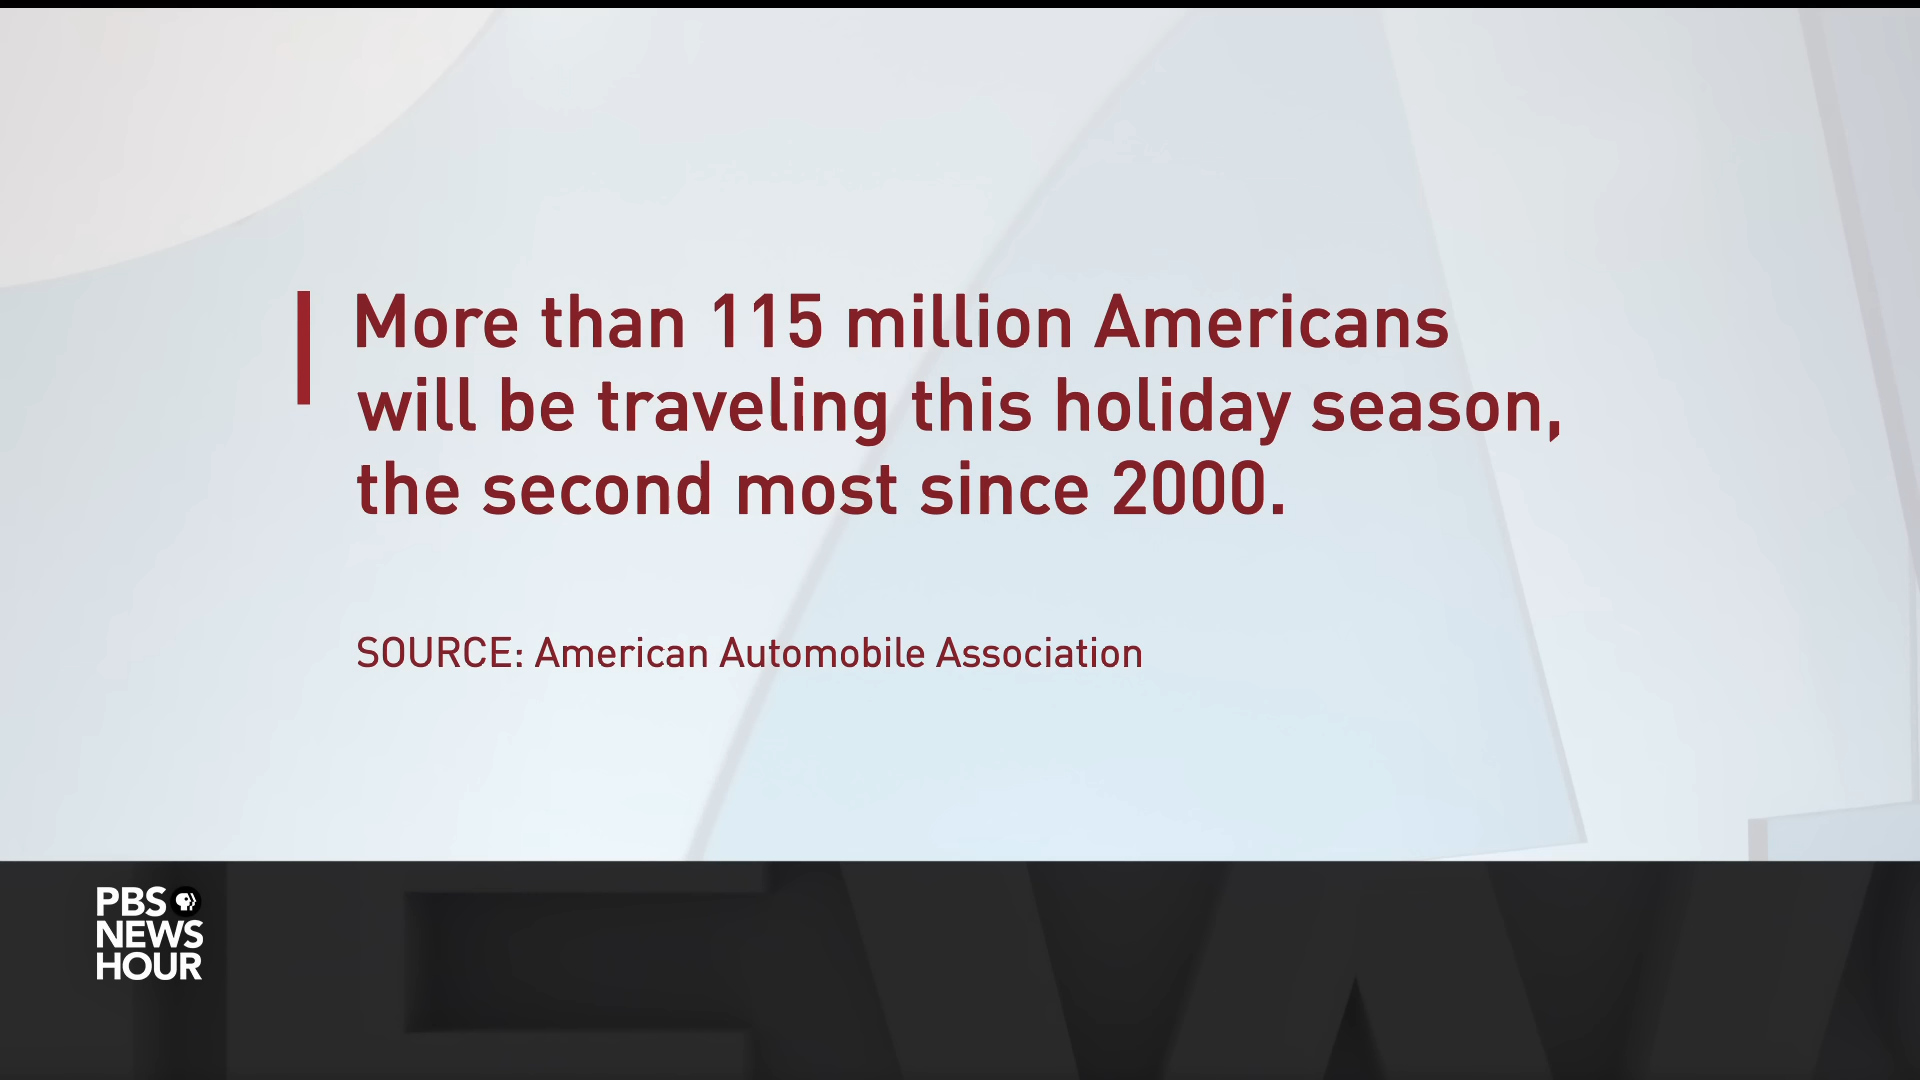 More than 115 million Americans
will be traveling this holiday season,
the second most since 2000.
SOURCE: American Automobile Association
PBS
NEWS
HOUR